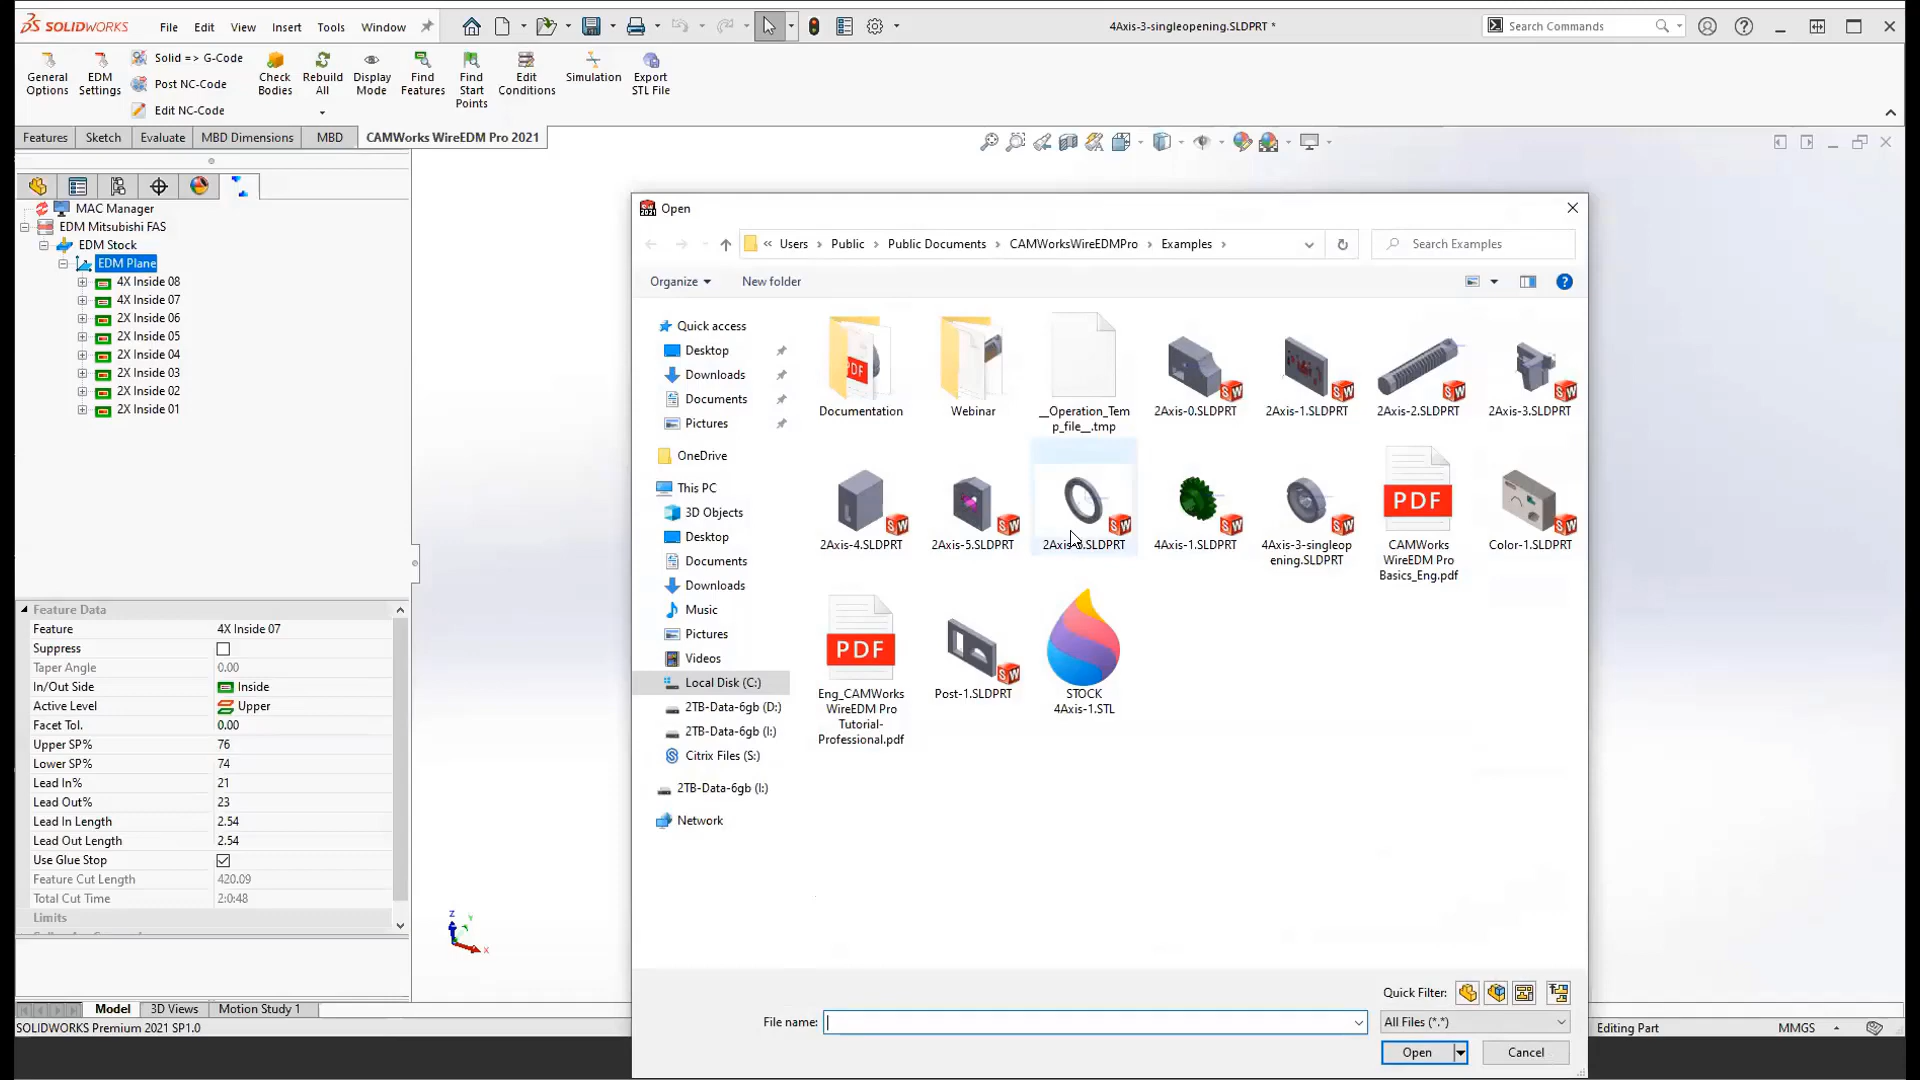 SOLIDWORKS File Edit View Insert Tools Window 4Axis-3-singleopening.SLDPRT * Search Commands
General Options
EDM Settings
Solid => G-Code
Post NC-Code
Edit NC-Code
Check Bodies
Rebuild All
Display Mode
Find Features
Find Start Points
Edit Conditions
Simulation
Export STL File
Features Sketch Evaluate MBD Dimensions MBD CAMWorks WireEDM Pro 2021
MAC Manager
EDM Mitsubishi FAS
EDM Stock
EDM Plane
4X Inside 08
4X Inside 07
2X Inside 06
2X Inside 05
2X Inside 04
2X Inside 03
2X Inside 02
2X Inside 01
Feature Data
Feature 4X Inside 07
Suppress
Taper Angle 0.00
In/Out Side Inside
Active Level Upper
Facet Tol. 0.00
Upper SP% 76
Lower SP% 74
Lead In% 21
Lead Out% 23
Lead In Length 2.54
Lead Out Length 2.54
Use Glue Stop
Feature Cut Length 420.09
Total Cut Time 2:0:48
Limits
Z
Y
X
Model 3D Views Motion Study 1
SOLIDWORKS Premium 2021 SP1.0
Editing Part MMGS
Open
« Users > Public > Public Documents > CAMWorksWireEDMPro > Examples >
Search Examples
Organize New folder
Quick access
Desktop
Downloads
Documents
Pictures
OneDrive
This PC
3D Objects
Desktop
Documents
Downloads
Music
Pictures
Videos
Local Disk (C:)
2TB-Data-6gb (D:)
2TB-Data-6gb (I:)
Citrix Files (S:)
2TB-Data-6gb (I:)
Network
PDF
Documentation
Webinar
__Operation_Tem
p_file__.tmp
2Axis-0.SLDPRT
2Axis-1.SLDPRT
2Axis-2.SLDPRT
2Axis-3.SLDPRT
2Axis-4.SLDPRT
2Axis-5.SLDPRT
4Axis-1.SLDPRT
4Axis-3-singleop
ening.SLDPRT
PDF
CAMWorks
WireEDM Pro
Basics_Eng.pdf
Color-1.SLDPRT
PDF
Eng_CAMWorks
WireEDM Pro
Tutorial-
Professional.pdf
Post-1.SLDPRT
STOCK
4Axis-1.STL
Quick Filter:
File name:
All Files (*.*)
Open Cancel